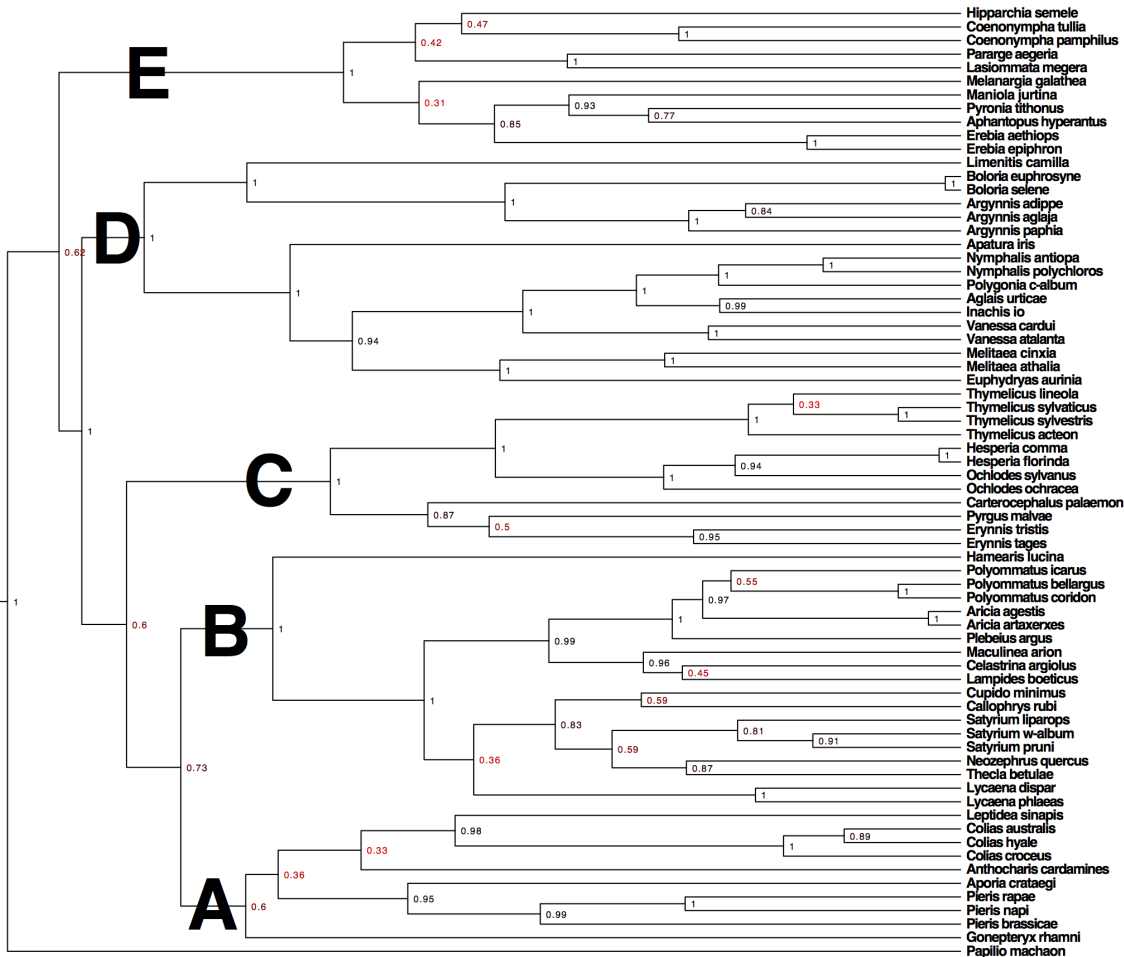 Hipparchia semele
0.47
Coenonympha tullia
1
Coenonympha pamphilus
0.42
Pararge aegeria
1
Lasiommata megera
E
1
Melanargia galathea
0.31
Maniola jurtina
0.93
Pyronia tithonus
0.77
Aphantopus hyperantus
0.85
Erebia aethiops
1
Erebia epiphron
Limenitis camilla
1
Boloria euphrosyne
1
Boloria selene
1
Argynnis adippe
0.84
Argynnis aglaja
1
Argynnis paphia
0.62
D
1
Apatura iris
Nymphalis antiopa
1
Nymphalis polychloros
1
Polygonia c-album
1
1
Aglais urticae
0.99
Inachis io
1
Vanessa cardui
1
Vanessa atalanta
0.94
Melitaea cinxia
1
Melitaea athalia
1
Euphydryas aurinia
Thymelicus lineola
0.33
Thymelicus sylvaticus
1
Thymelicus sylvestris
1
Thymelicus acteon
1
1
Hesperia comma
1
Hesperia florinda
0.94
Ochlodes sylvanus
1
Ochlodes ochracea
C
1
Carterocephalus palaemon
0.87
Pyrgus malvae
0.5
Erynnis tristis
0.95
Erynnis tages
Hamearis lucina
Polyommatus icarus
0.55
Polyommatus bellargus
1
Polyommatus coridon
0.97
1
Aricia agestis
1
Aricia artaxerxes
1
0.6
B
1
Plebeius argus
0.99
Maculinea arion
0.96
Celastrina argiolus
0.45
Lampides boeticus
Cupido minimus
0.59
Callophrys rubi
1
0.83
Satyrium liparops
0.81
Satyrium w-album
0.91
Satyrium pruni
0.59
0.36
Neozephrus quercus
0.87
Thecla betulae
0.73
Lycaena dispar
1
Lycaena phlaeas
Leptidea sinapis
0.98
Colias australis
0.89
Colias hyale
1
Colias croceus
0.33
Anthocharis cardamines
0.36
Aporia crataegi
0.95
Pieris rapae
1
Pieris napi
0.99
Pieris brassicae
A
0.6
Gonepteryx rhamni
Papilio machaon